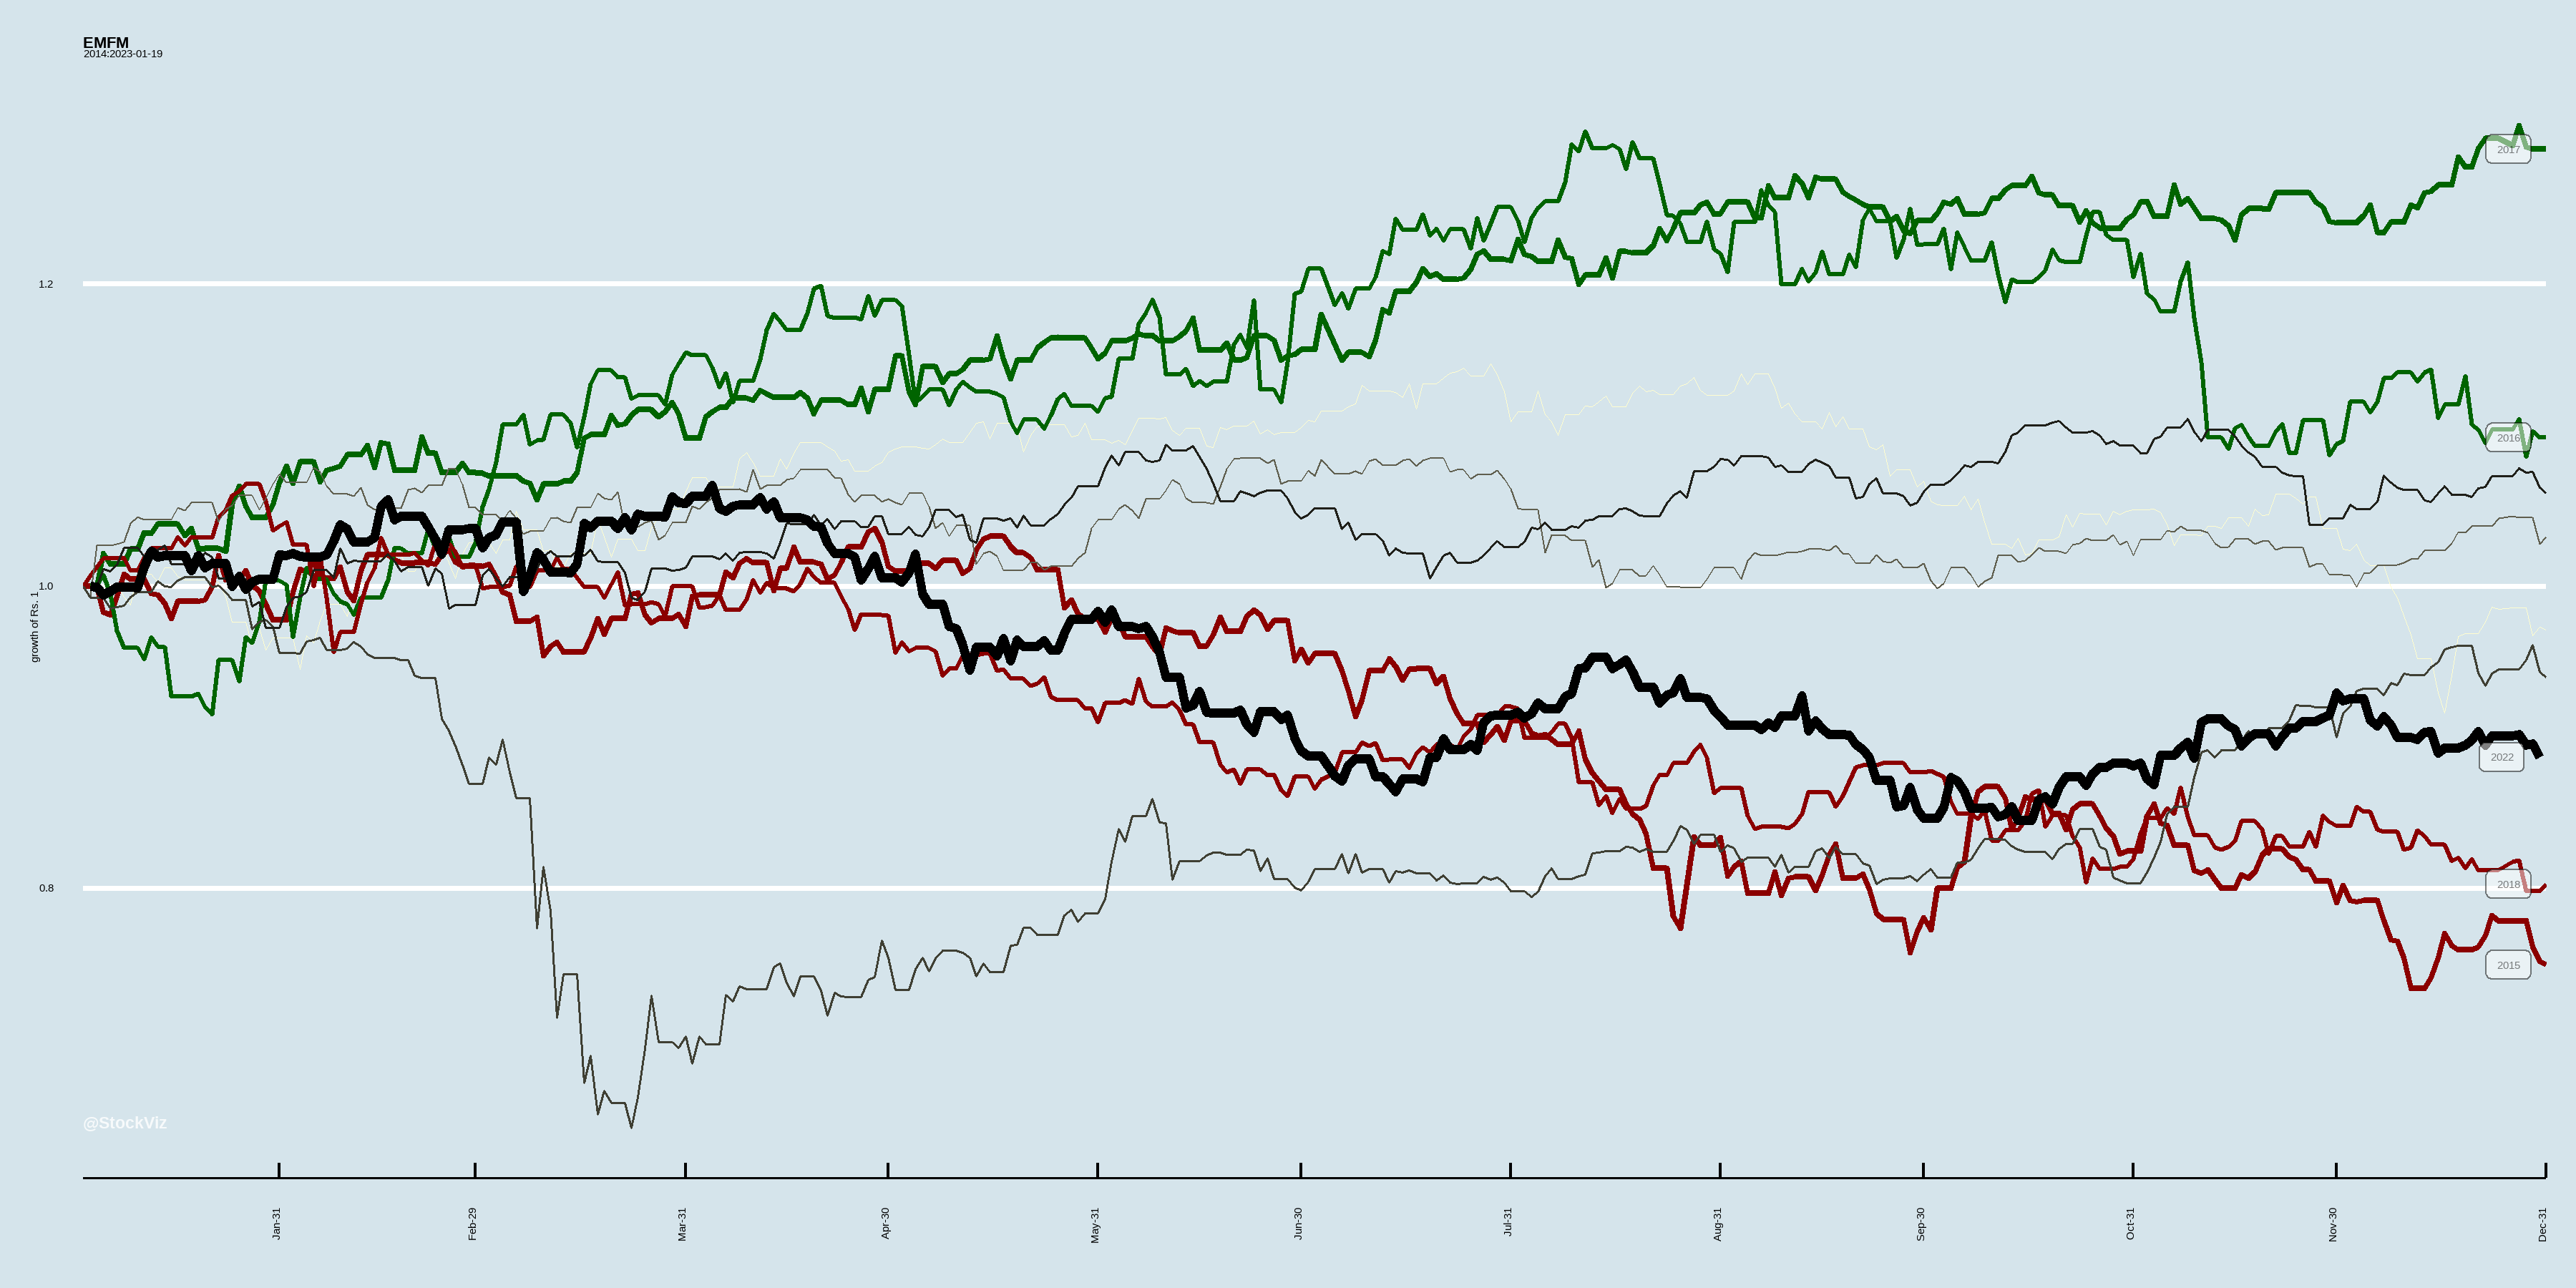 EMFM
2014:2023-01-19
2017
1.2
2016
1.0
growth of Rs. 1
2022
0.8
2018
2015
@StockViz
Jan-31
Feb-29
Mar-31
Apr-30
May-31
Jun-30
Jul-31
Aug-31
Sep-30
Oct-31
Nov-30
Dec-31